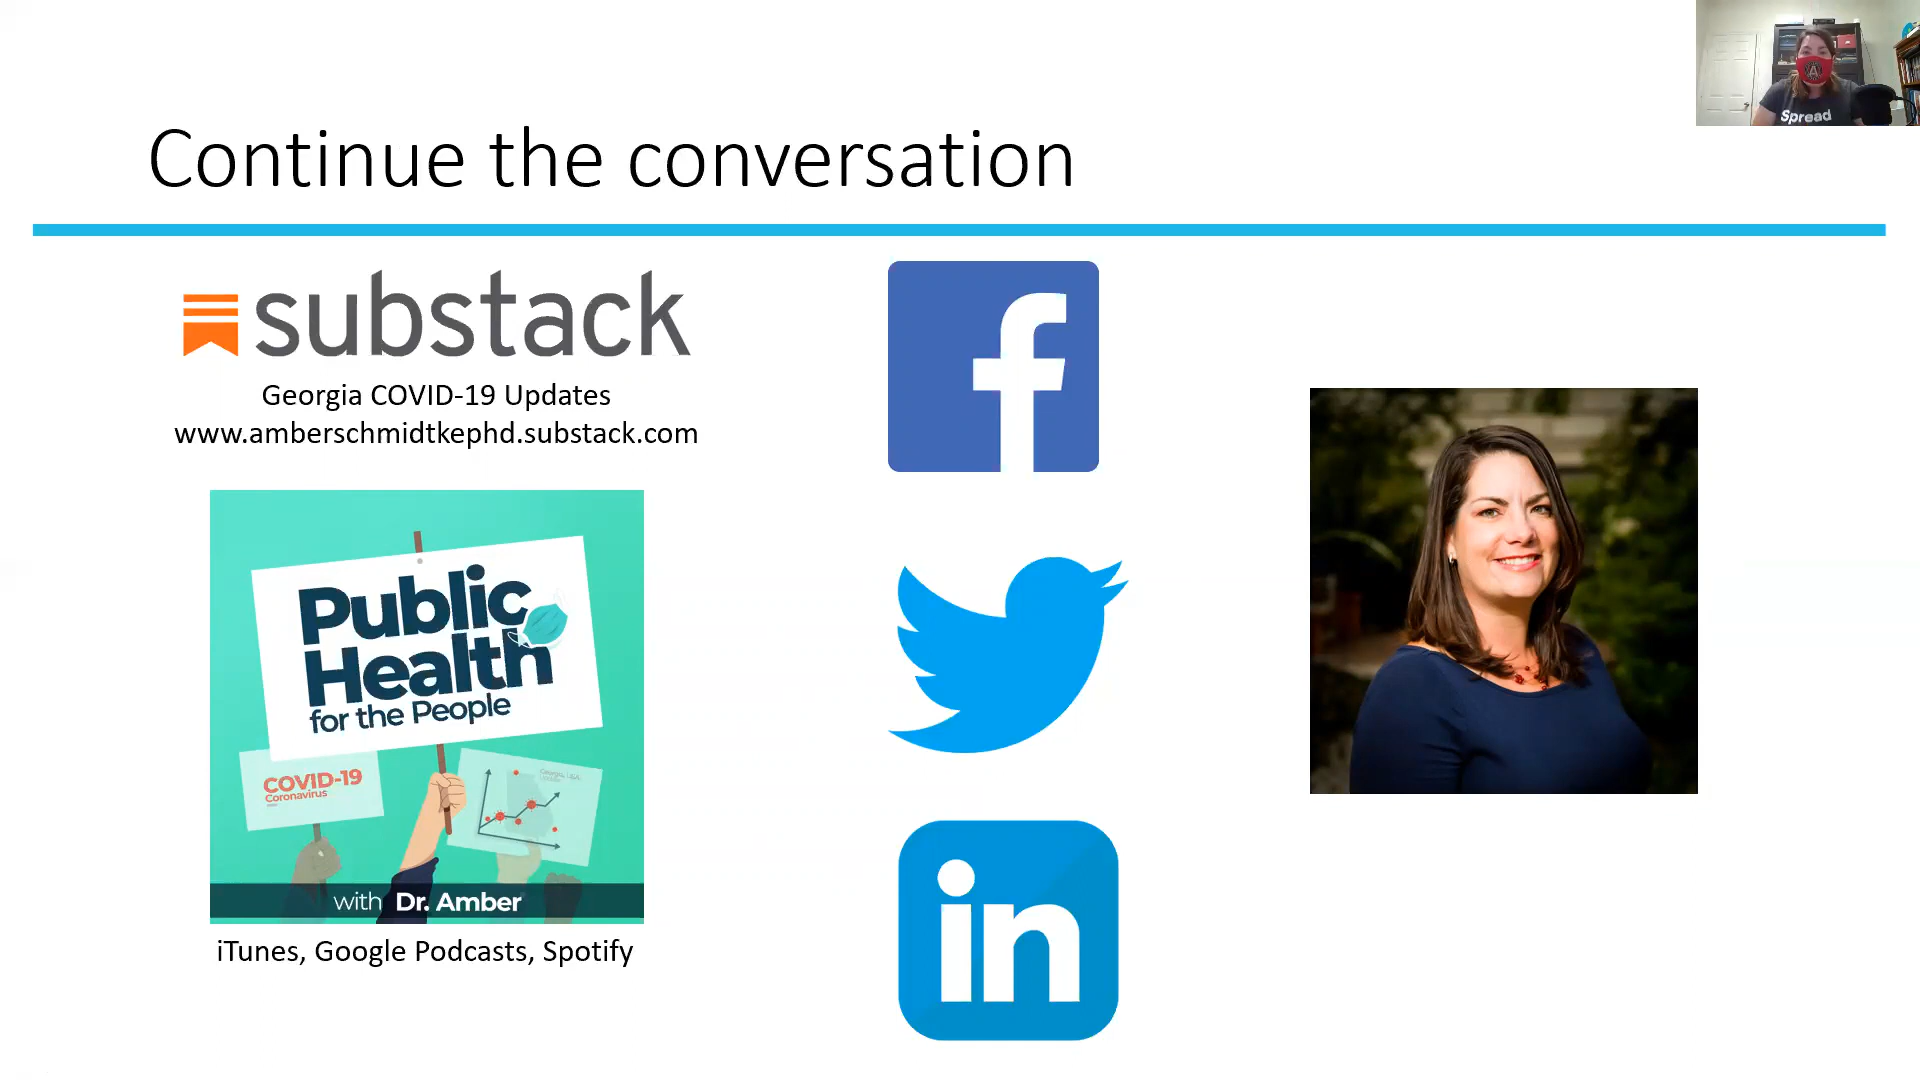 Continue the conversation
substack
Georgia COVID-19 Updates
www.amberschmidtkephd.substack.com
Public
Health
for the People
COVID-19
Coronavirus
with Dr. Amber
iTunes, Google Podcasts, Spotify
f
in
A
Spread